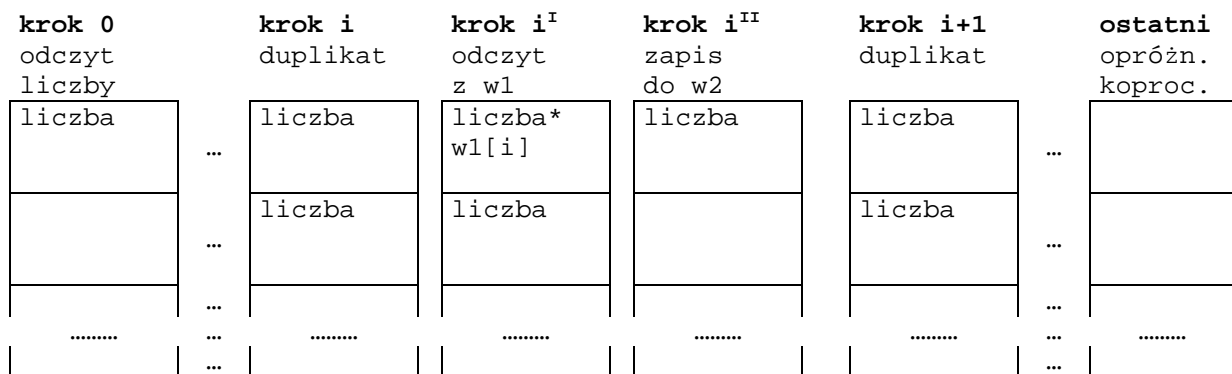 krok 0 krok i krok iᴵ krok iᴵᴵ krok i+1 ostatni
odczyt duplikat odczyt zapis duplikat opróżn.
liczby z w1 do w2 koproc.
liczba liczba liczba* liczba liczba
… w1[i] …
liczba liczba liczba
… …
… …
……… … ……… ……… ……… ……… … ………
… …